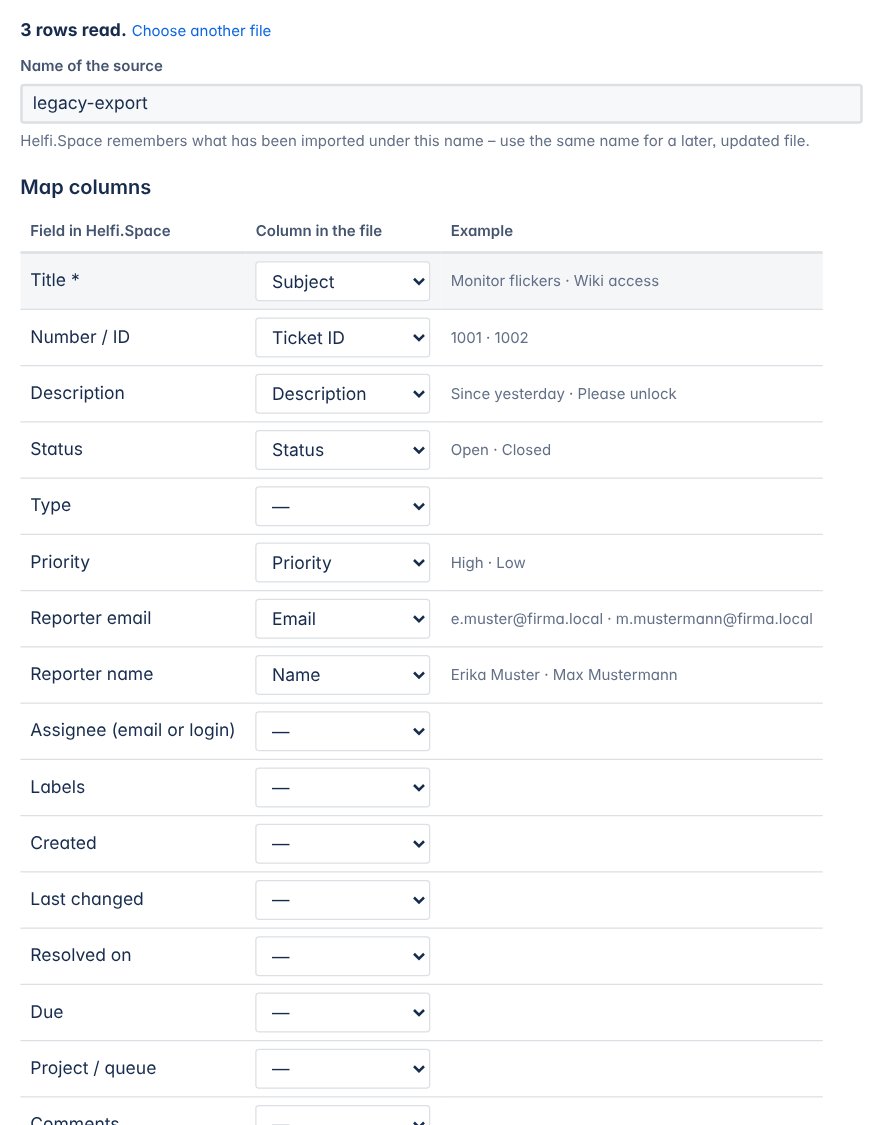 3 rows read. Choose another file
Name of the source
legacy-export
Helfi.Space remembers what has been imported under this name – use the same name for a later, updated file.
Map columns
Field in Helfi.Space Column in the file Example
Title * Subject Monitor flickers · Wiki access
Number / ID Ticket ID 1001 · 1002
Description Description Since yesterday · Please unlock
Status Status Open · Closed
Type —
Priority Priority High · Low
Reporter email Email e.muster@firma.local · m.mustermann@firma.local
Reporter name Name Erika Muster · Max Mustermann
Assignee (email or login) —
Labels —
Created —
Last changed —
Resolved on —
Due —
Project / queue —
Comments —